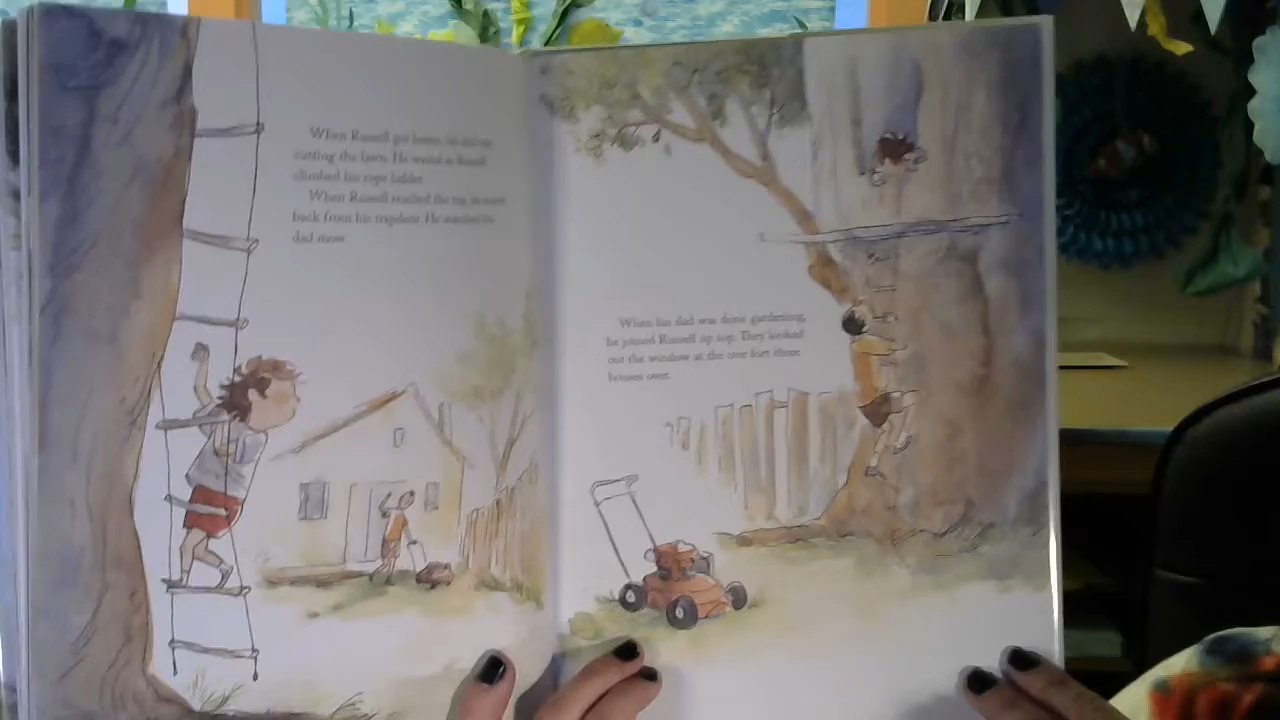 When Russell got home, his dad was
cutting the lawn. He waved as Russell
climbed his rope ladder.
When Russell reached the top, he
back from his trapdoor. He watched his
dad mow.
When his dad was done gardening,
he joined Russell up top. They looked
out the window at the tree fort three
houses over.